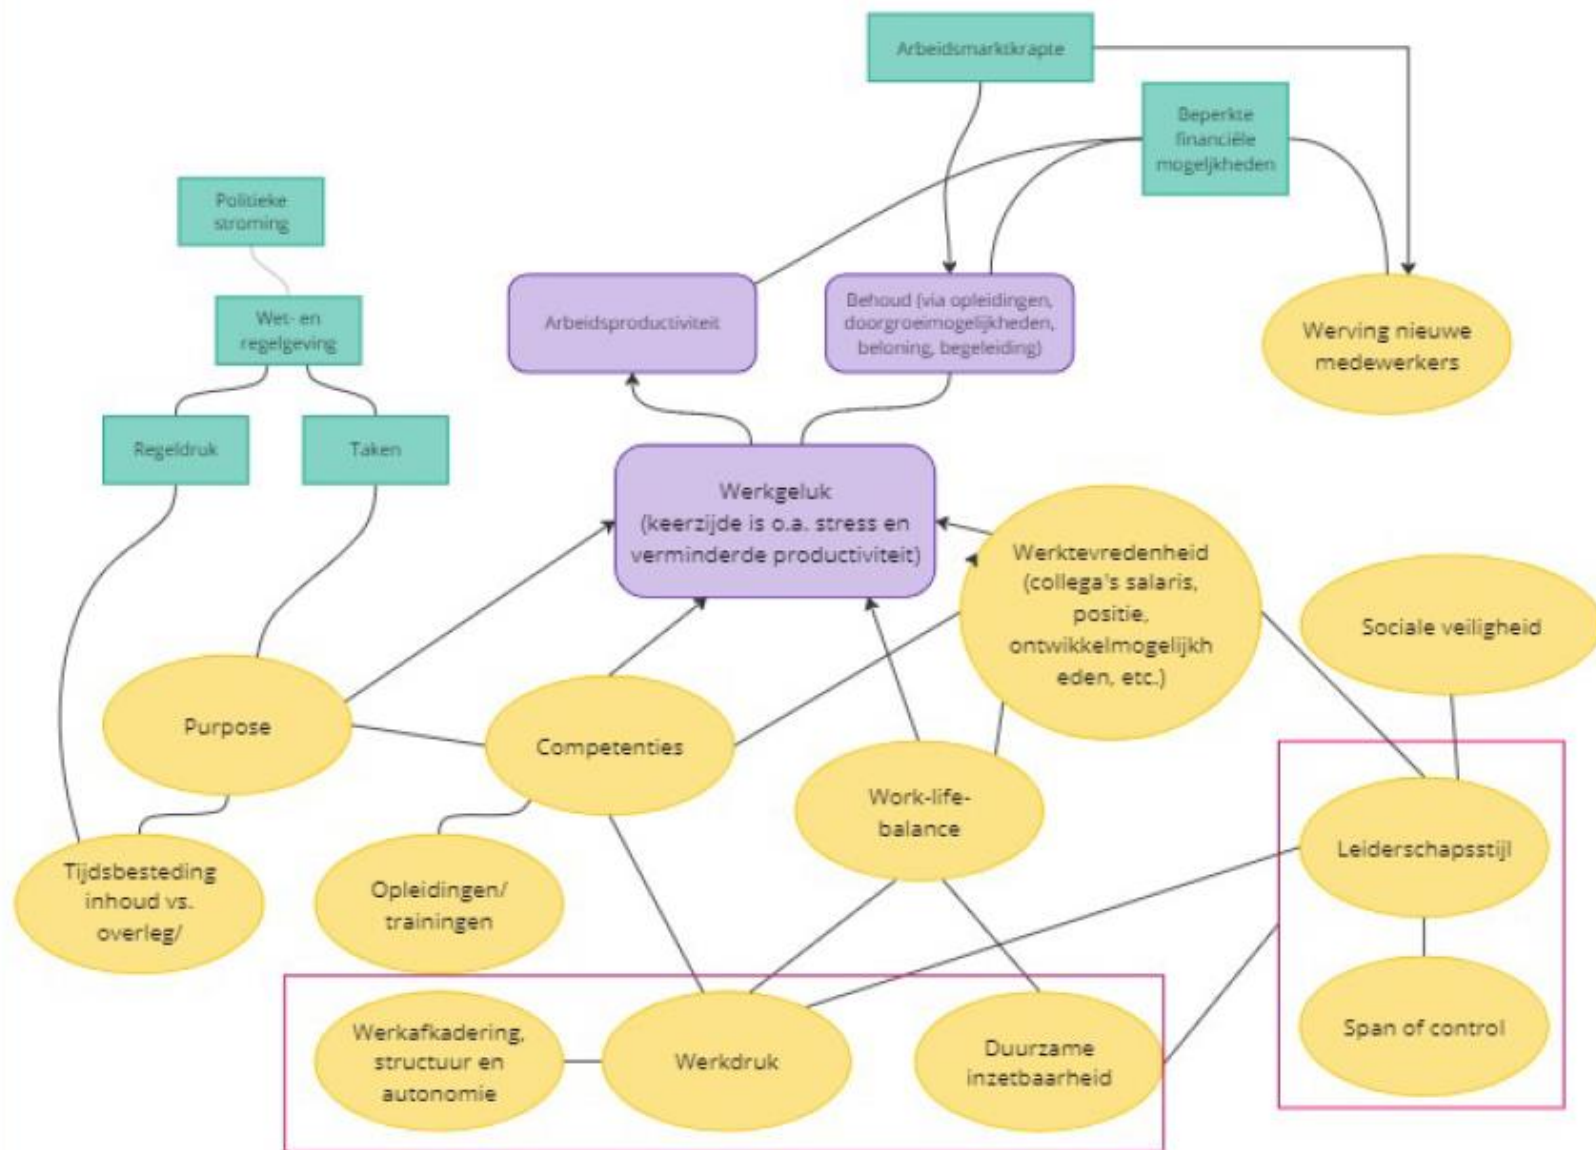 Arbeidsmarktkrapte
Beperkte
financiële
mogeljkheden
Politieke
stroming
Wet- en
regelgeving
Arbeidsproductiviteit
Behoud (via opleidingen,
doorgroeimogelijkheden,
beloning, begeleiding)
Werving nieuwe
medewerkers
Regeldruk
Taken
Werkgeluk
(keerzijde is o.a. stress en
verminderde productiviteit)
Werktevredenheid
(collega's salaris,
positie,
ontwikkelmogelijkh
eden, etc.)
Sociale veiligheid
Purpose
Competenties
Work-life-
balance
Leiderschapsstijl
Tijdsbesteding
inhoud vs.
overleg/
Opleidingen/
trainingen
Werkafkadering,
structuur en
autonomie
Werkdruk
Duurzame
inzetbaarheid
Span of control